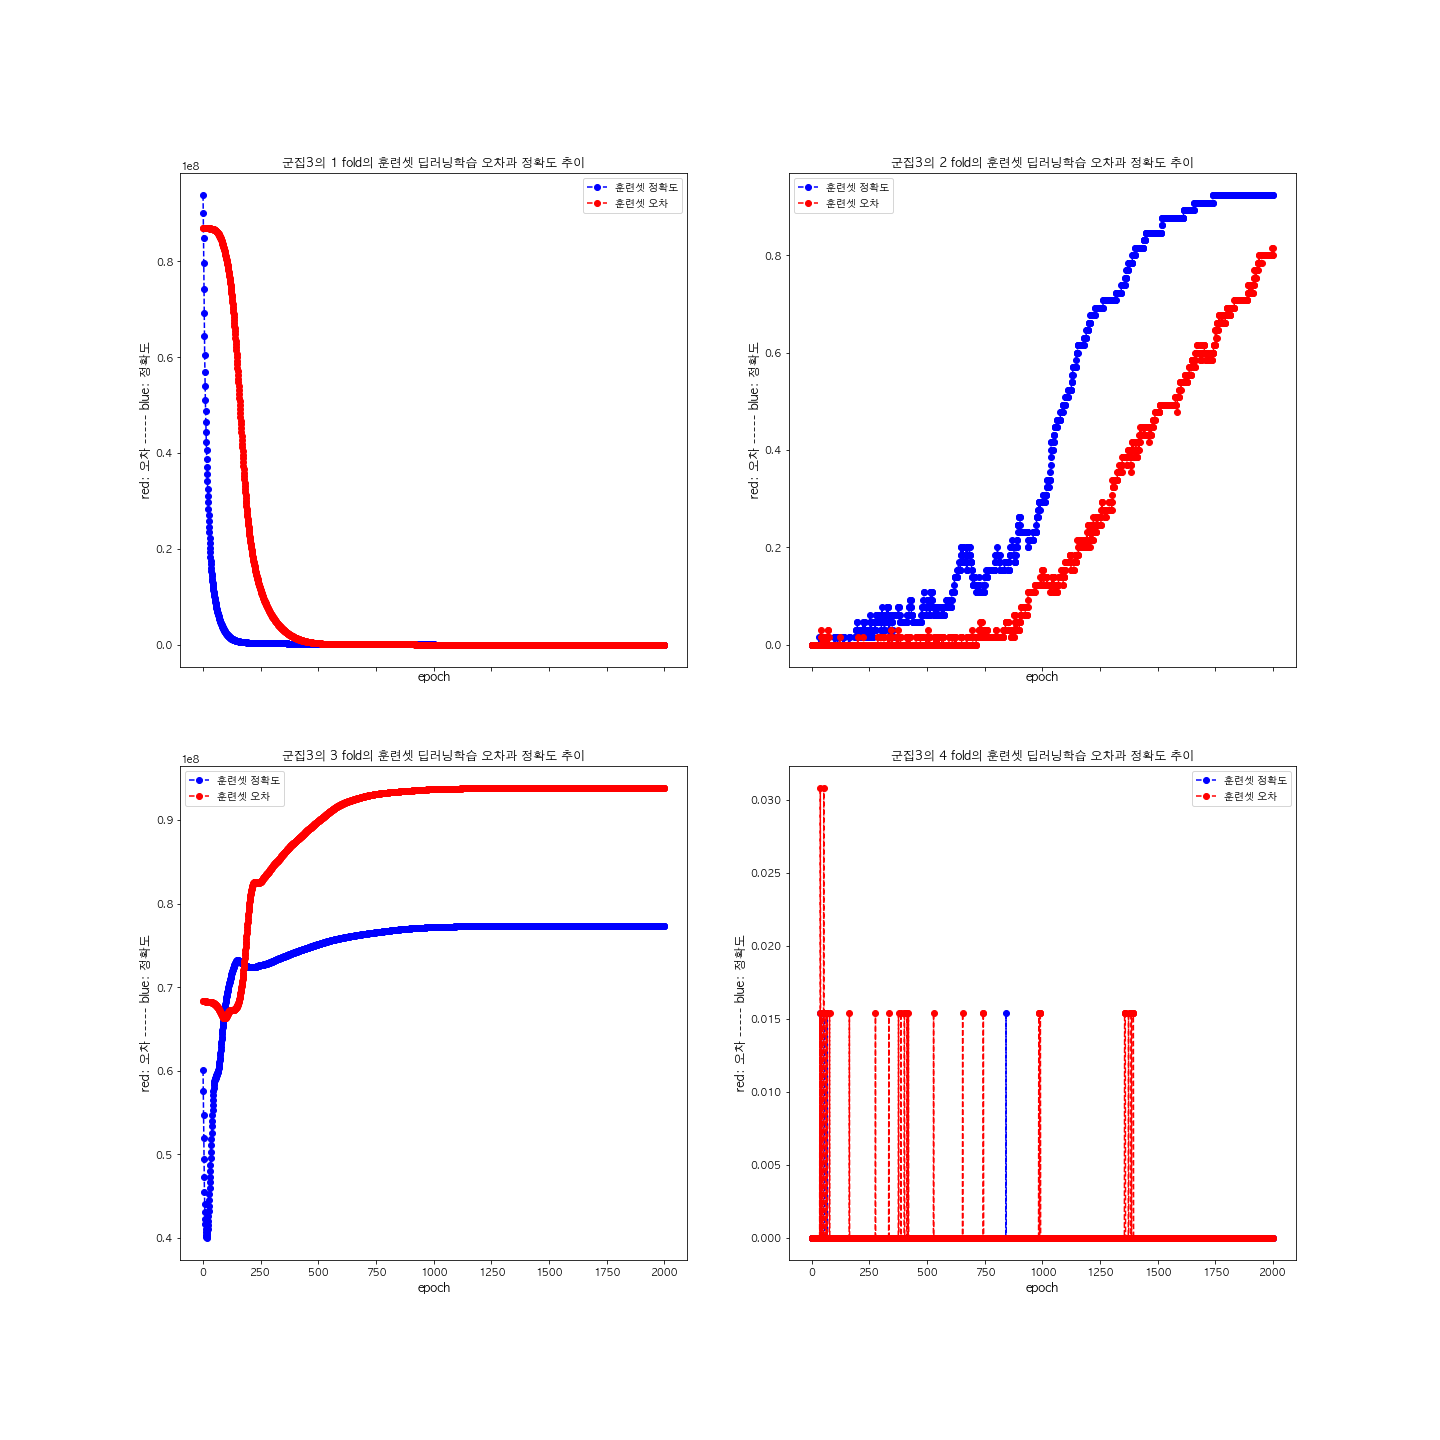 군집3의 1 fold의 훈련셋 딥러닝학습 오차과 정확도 추이
1e8
훈련셋 정확도
훈련셋 오차
0.8
0.6
0.4
0.2
0.0
red: 오차 ----- blue: 정확도
epoch
군집3의 2 fold의 훈련셋 딥러닝학습 오차과 정확도 추이
훈련셋 정확도
훈련셋 오차
0.8
0.6
0.4
0.2
0.0
red: 오차 ----- blue: 정확도
epoch
군집3의 3 fold의 훈련셋 딥러닝학습 오차과 정확도 추이
1e8
훈련셋 정확도
훈련셋 오차
0.9
0.8
0.7
0.6
0.5
0.4
red: 오차 ----- blue: 정확도
0 250 500 750 1000 1250 1500 1750 2000
epoch
군집3의 4 fold의 훈련셋 딥러닝학습 오차과 정확도 추이
훈련셋 정확도
훈련셋 오차
0.030
0.025
0.020
0.015
0.010
0.005
0.000
red: 오차 ----- blue: 정확도
0 250 500 750 1000 1250 1500 1750 2000
epoch